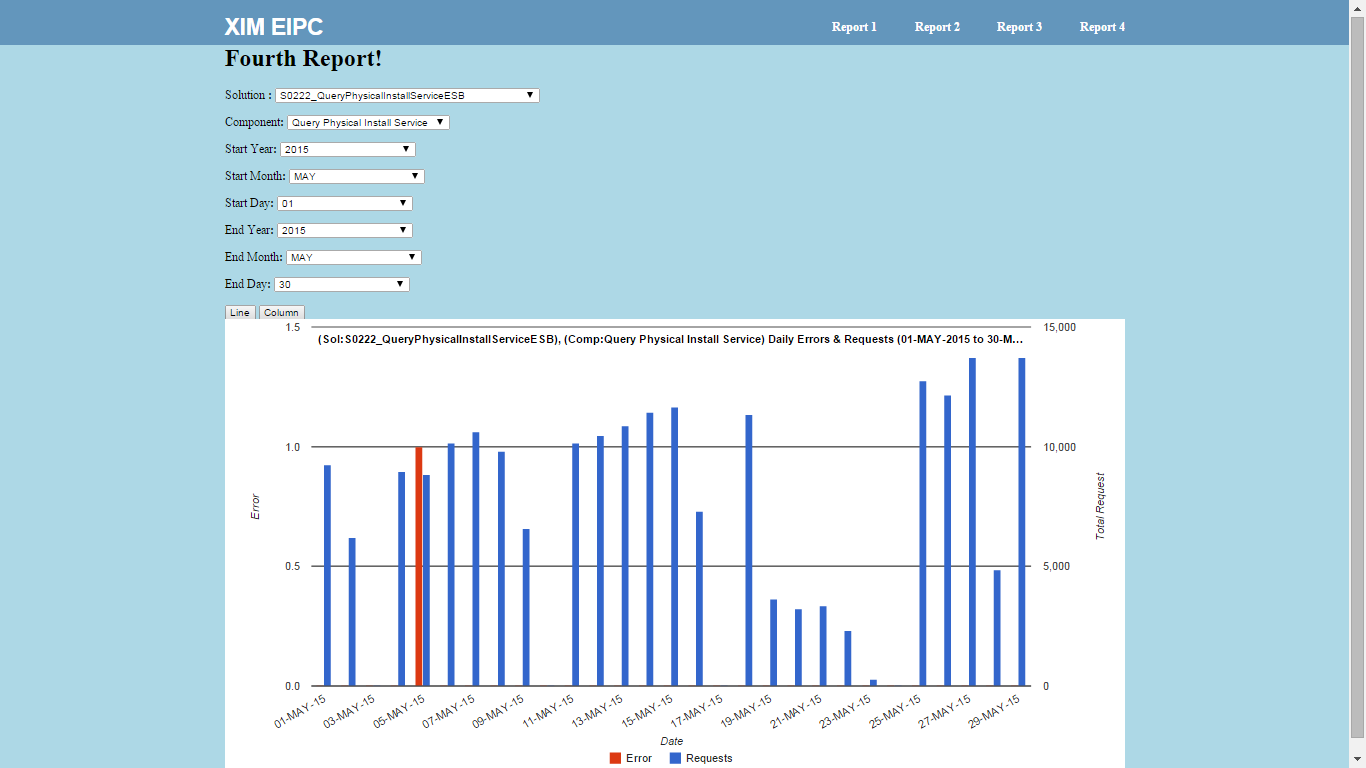 XIM EIPC Report 1 Report 2 Report 3 Report 4
Fourth Report!
Solution : S0222_QueryPhysicalInstallServiceESB
Component: Query Physical Install Service
Start Year: 2015
Start Month: MAY
Start Day: 01
End Year: 2015
End Month: MAY
End Day: 30
Line Column
(Sol:S0222_QueryPhysicalInstallServiceESB), (Comp:Query Physical Install Service) Daily Errors & Requests (01-MAY-2015 to 30-M...
1.5 15,000
1.0 10,000
Error
Total Request
0.5 5,000
0.0 0
01-MAY-15 03-MAY-15 05-MAY-15 07-MAY-15 09-MAY-15 11-MAY-15 13-MAY-15 15-MAY-15 17-MAY-15 19-MAY-15 21-MAY-15 23-MAY-15 25-MAY-15 27-MAY-15 29-MAY-15
Date
Error Requests